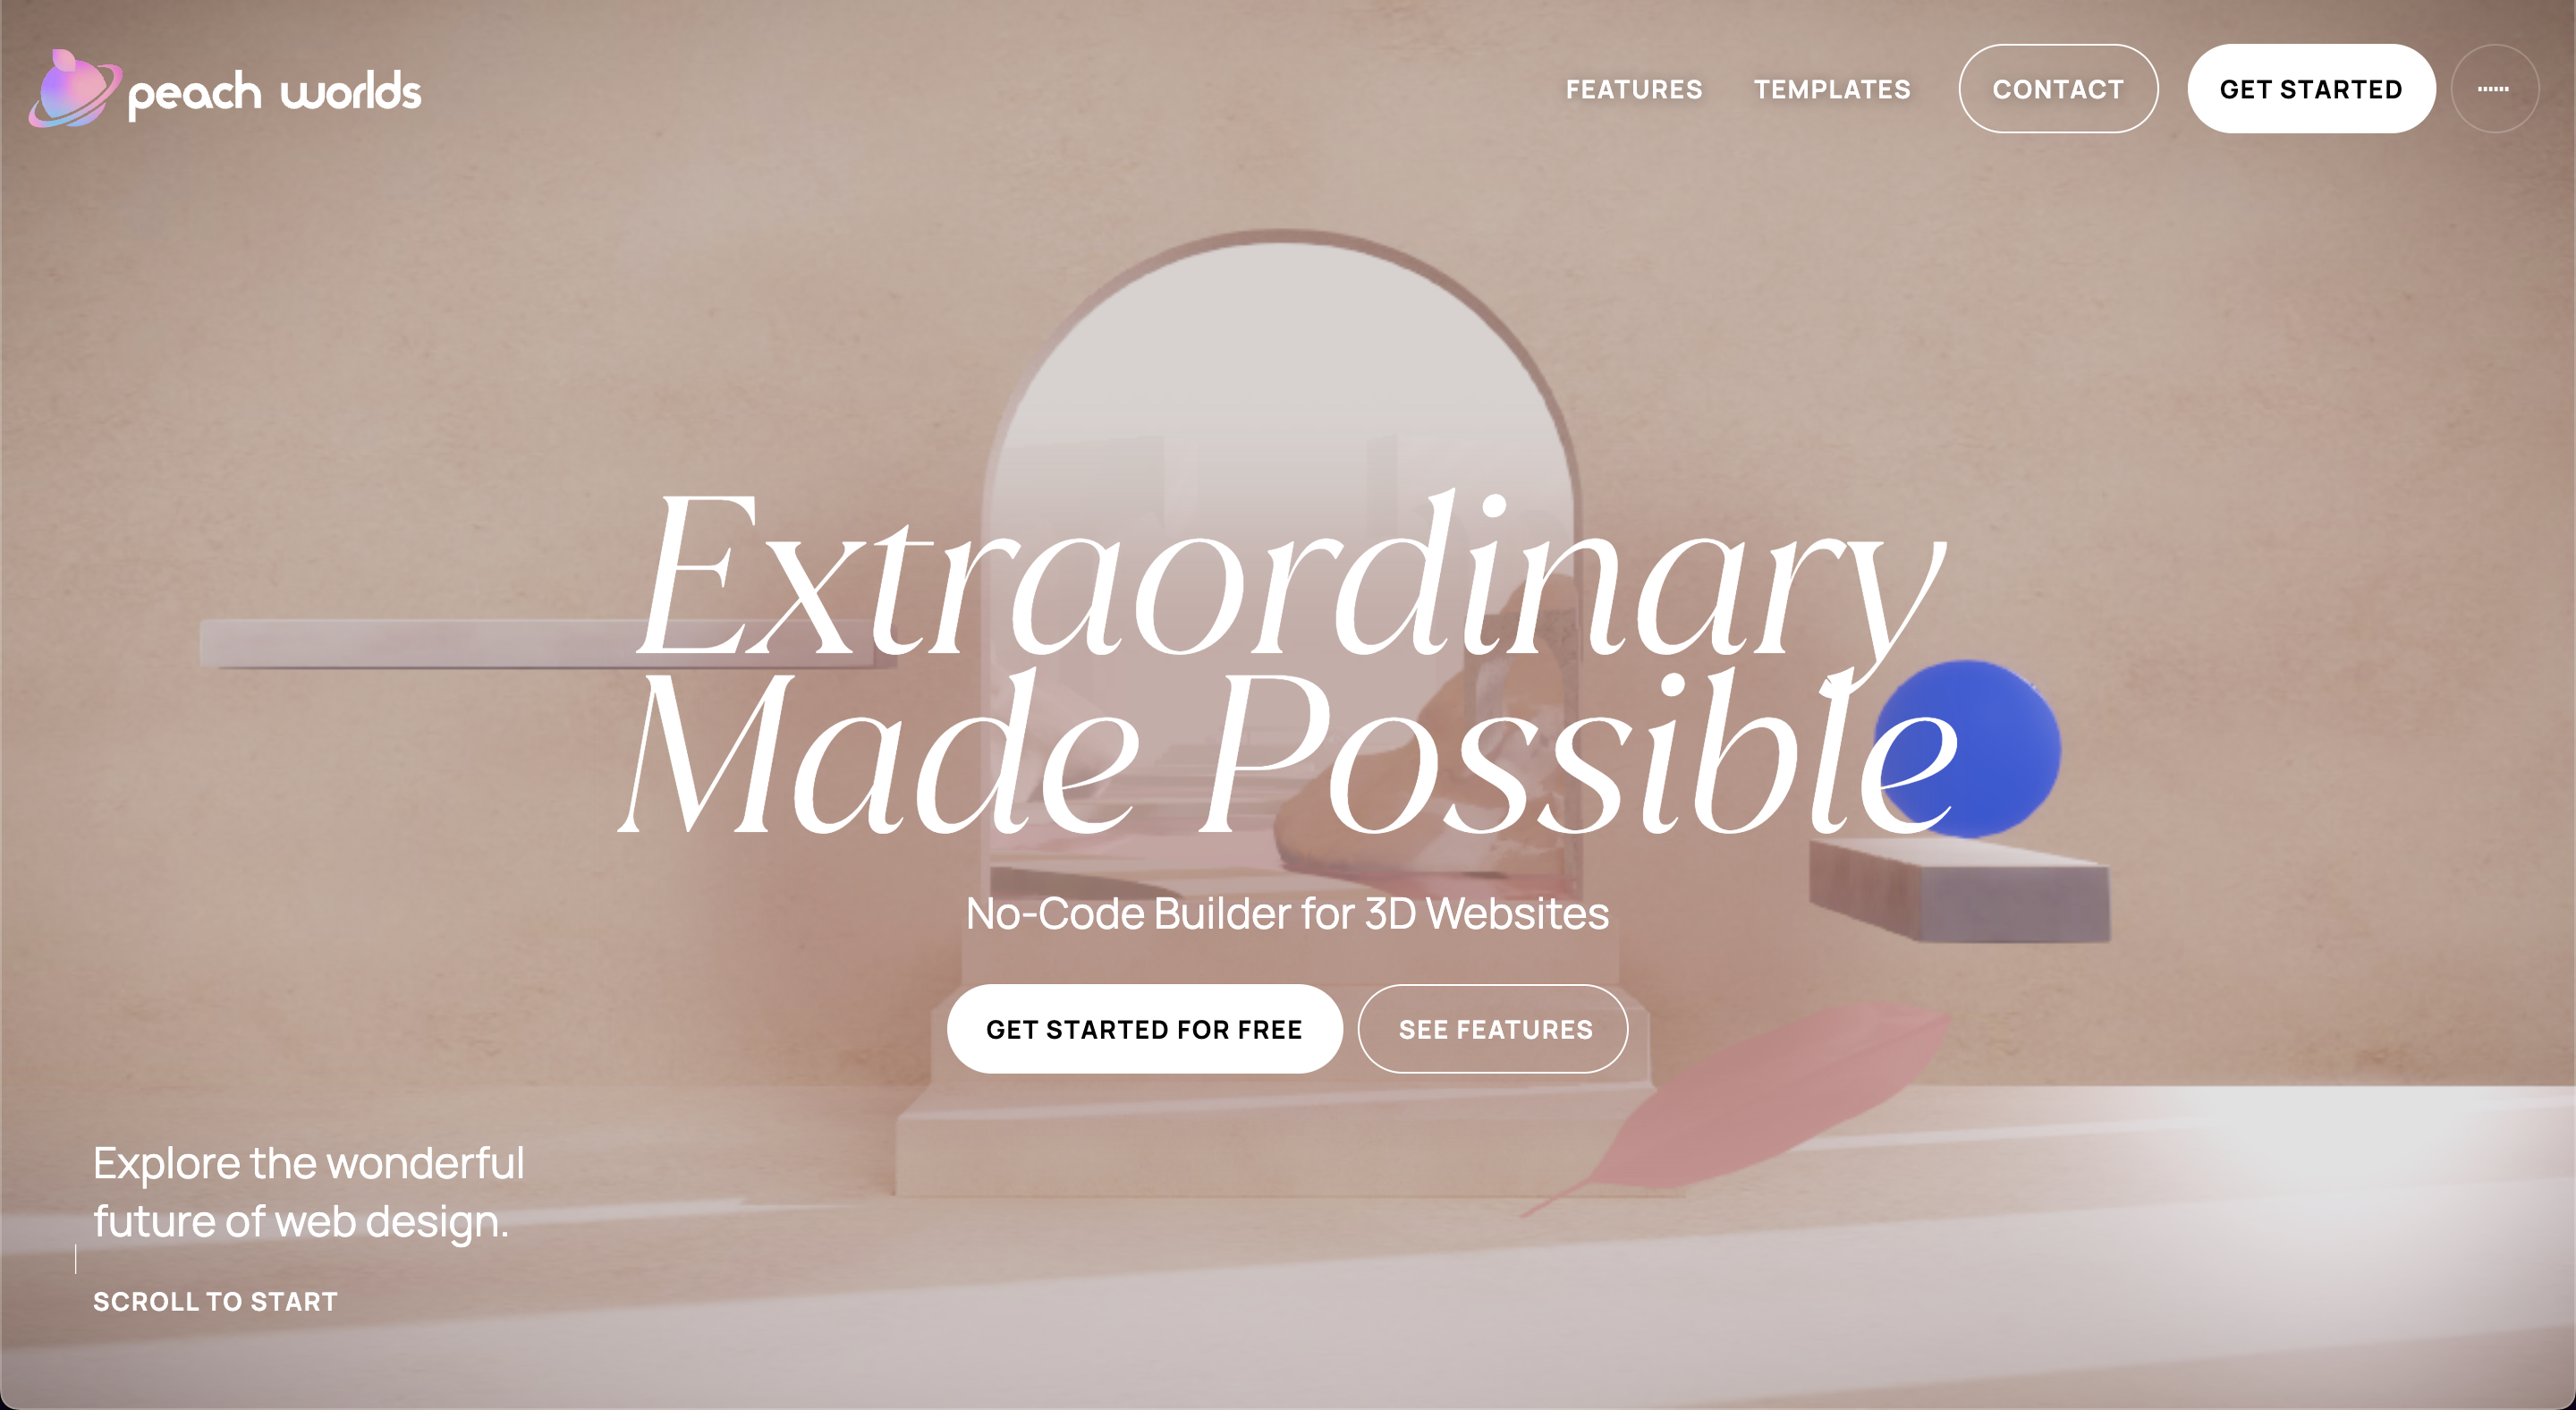 peach worlds
FEATURES
TEMPLATES
CONTACT
GET STARTED
Extraordinary
Made Possible
No-Code Builder for 3D Websites
GET STARTED FOR FREE
SEE FEATURES
Explore the wonderful
future of web design.
SCROLL TO START